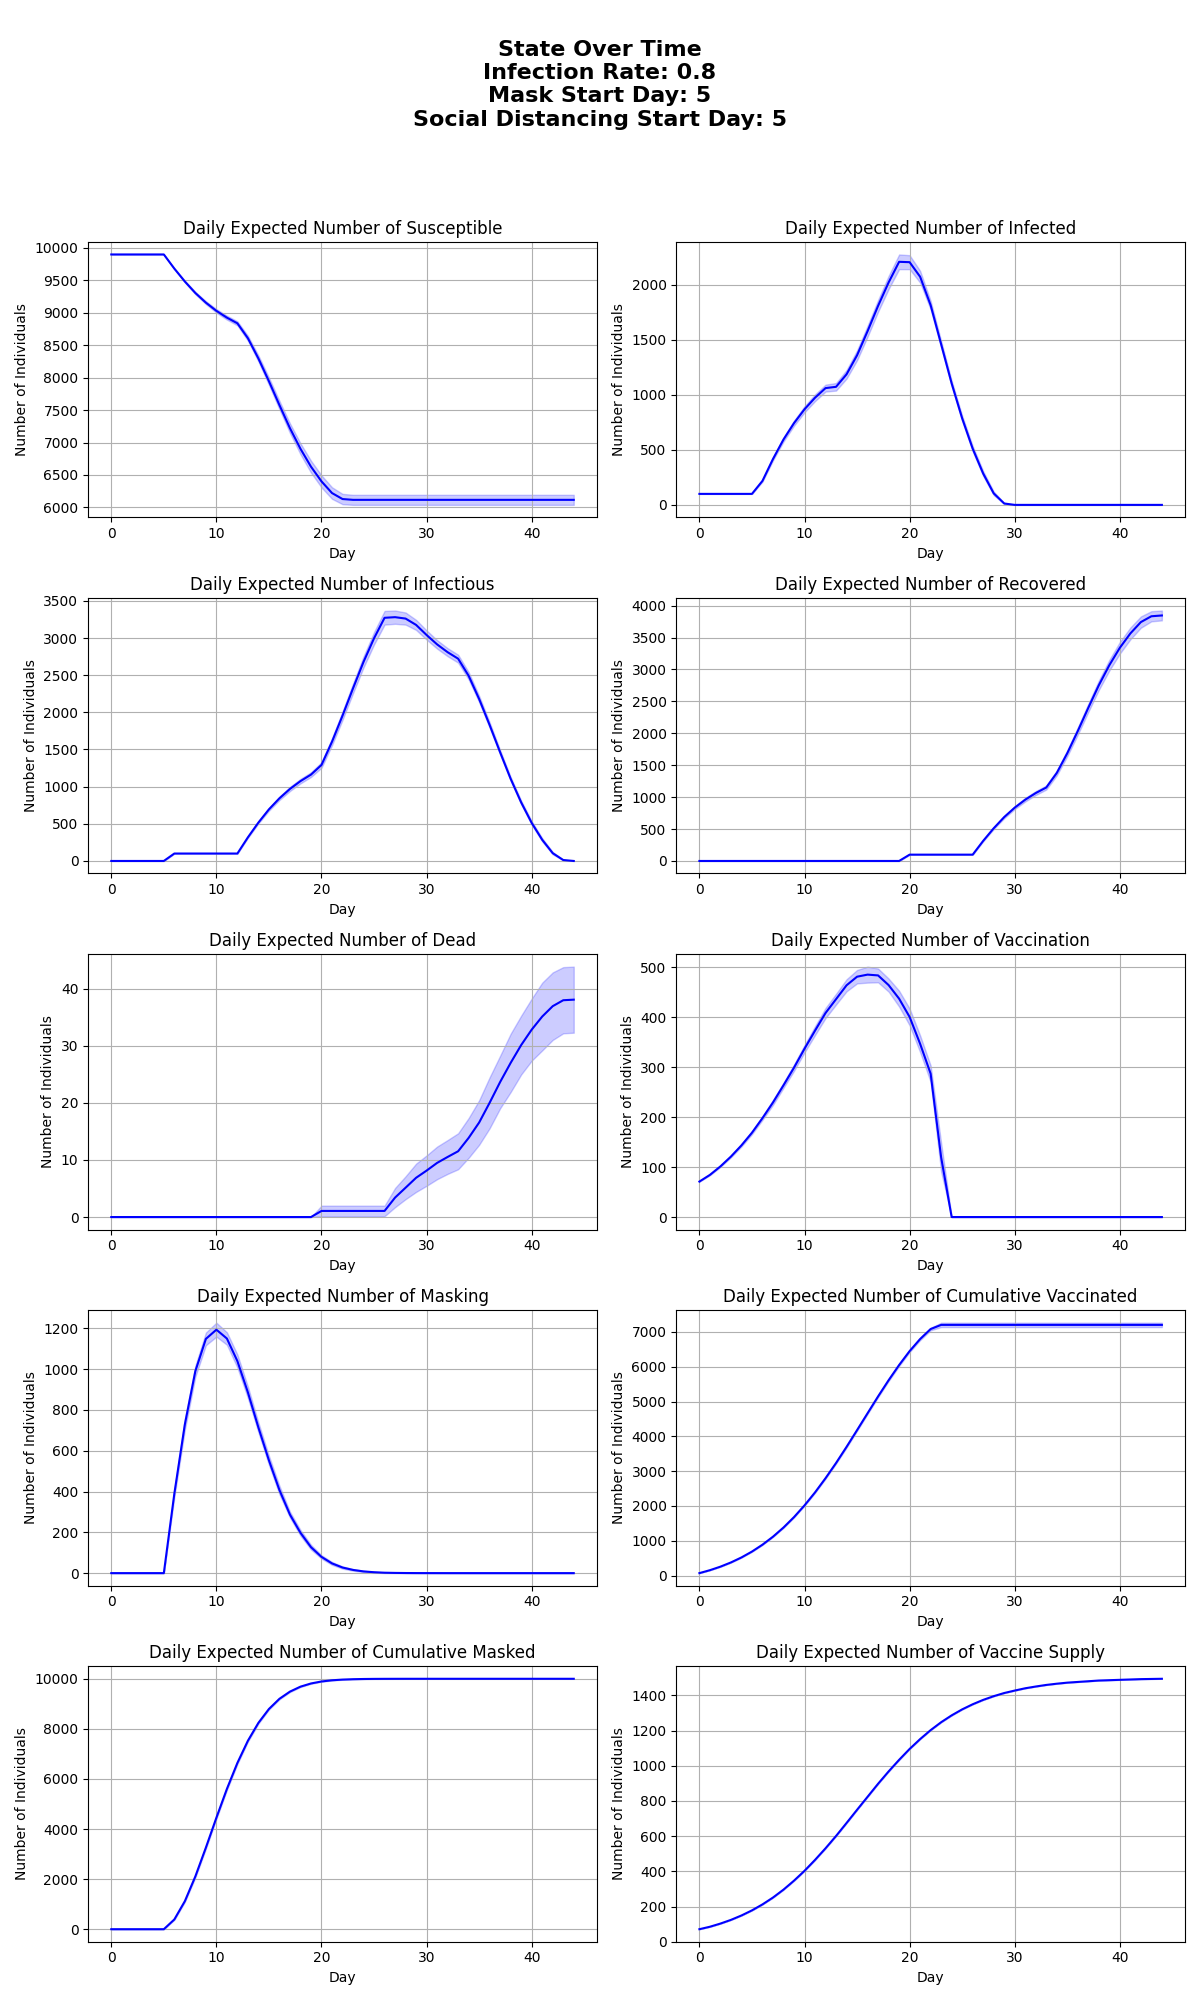 State Over Time
Infection Rate: 0.8
Mask Start Day: 5
Social Distancing Start Day: 5
Daily Expected Number of Susceptible
Number of Individuals
10000
9500
9000
8500
8000
7500
7000
6500
6000
0 10 20 30 40
Day
Daily Expected Number of Infected
Number of Individuals
2000
1500
1000
500
0
0 10 20 30 40
Day
Daily Expected Number of Infectious
Number of Individuals
3500
3000
2500
2000
1500
1000
500
0
0 10 20 30 40
Day
Daily Expected Number of Recovered
Number of Individuals
4000
3500
3000
2500
2000
1500
1000
500
0
0 10 20 30 40
Day
Daily Expected Number of Dead
Number of Individuals
40
30
20
10
0
0 10 20 30 40
Day
Daily Expected Number of Vaccination
Number of Individuals
500
400
300
200
100
0
0 10 20 30 40
Day
Daily Expected Number of Masking
Number of Individuals
1200
1000
800
600
400
200
0
0 10 20 30 40
Day
Daily Expected Number of Cumulative Vaccinated
Number of Individuals
7000
6000
5000
4000
3000
2000
1000
0
0 10 20 30 40
Day
Daily Expected Number of Cumulative Masked
Number of Individuals
10000
8000
6000
4000
2000
0
0 10 20 30 40
Day
Daily Expected Number of Vaccine Supply
Number of Individuals
1400
1200
1000
800
600
400
200
0
0 10 20 30 40
Day